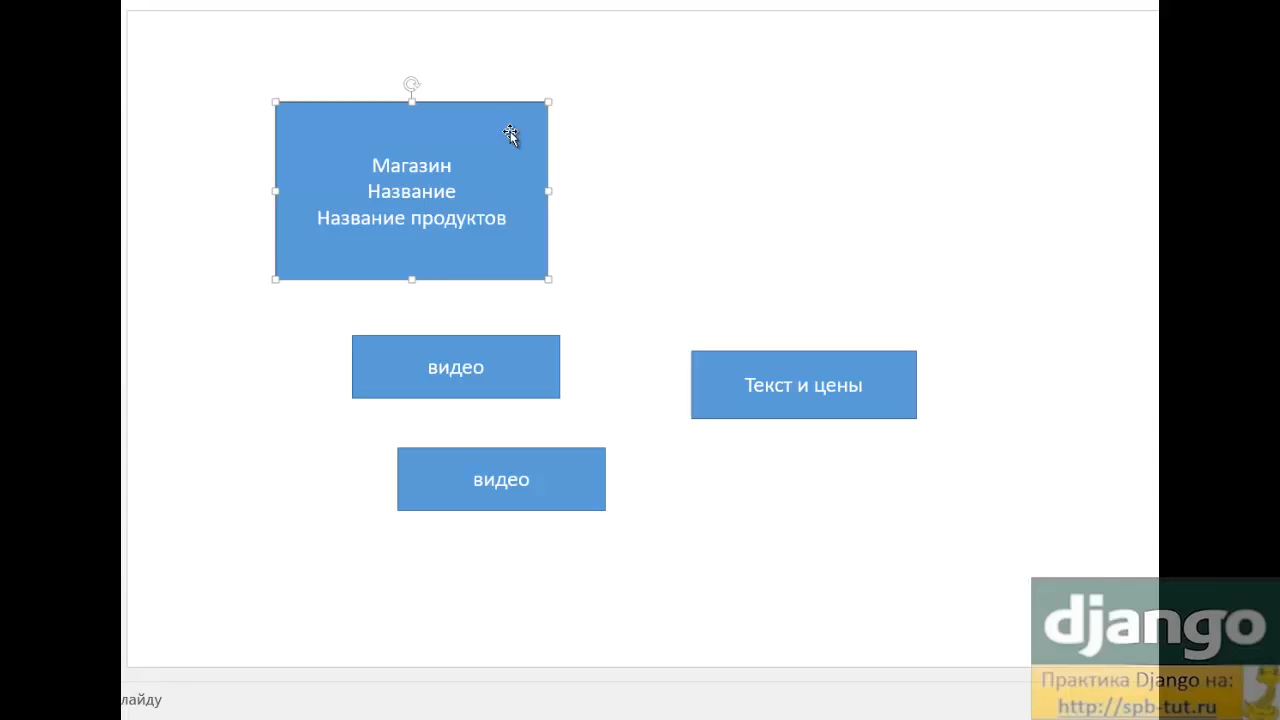 Магазин
Название
Название продуктов
видео
Текст и цены
видео
django
Практика Django на:
http://spb-tut.ru
лайду